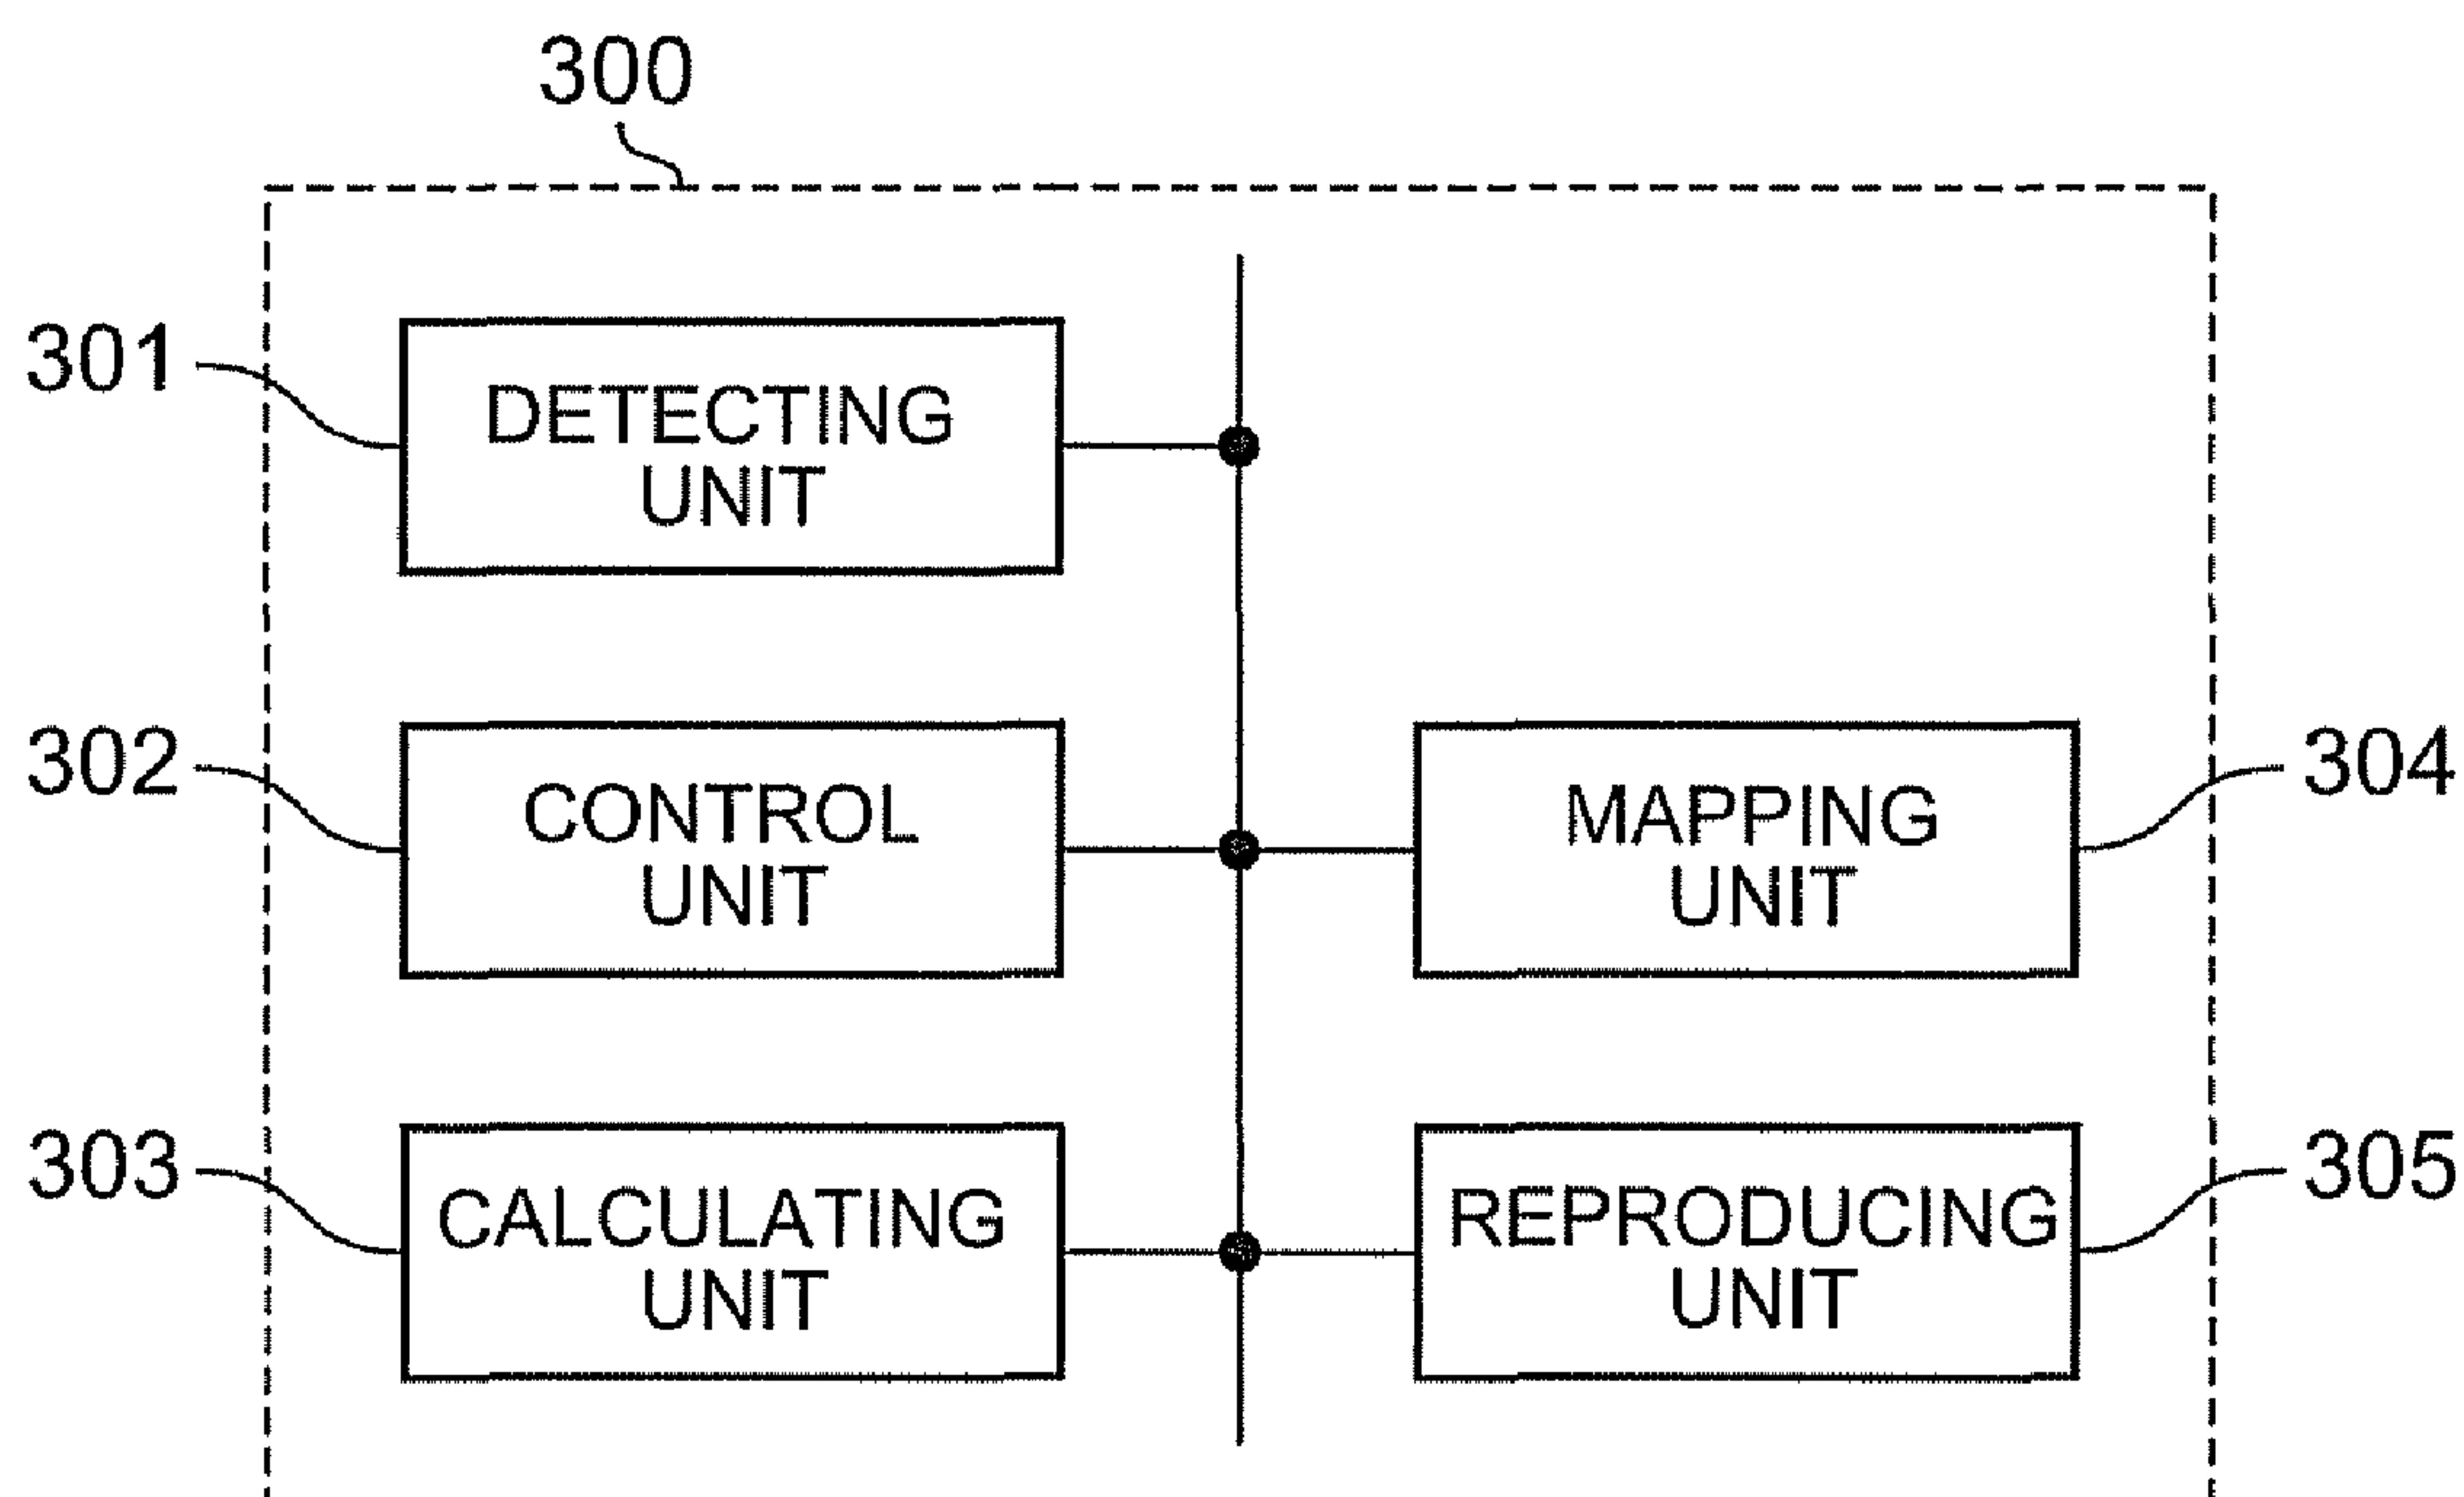 300
301
DETECTING
UNIT
302
CONTROL
UNIT
MAPPING
UNIT
304
303
CALCULATING
UNIT
REPRODUCING
UNIT
305